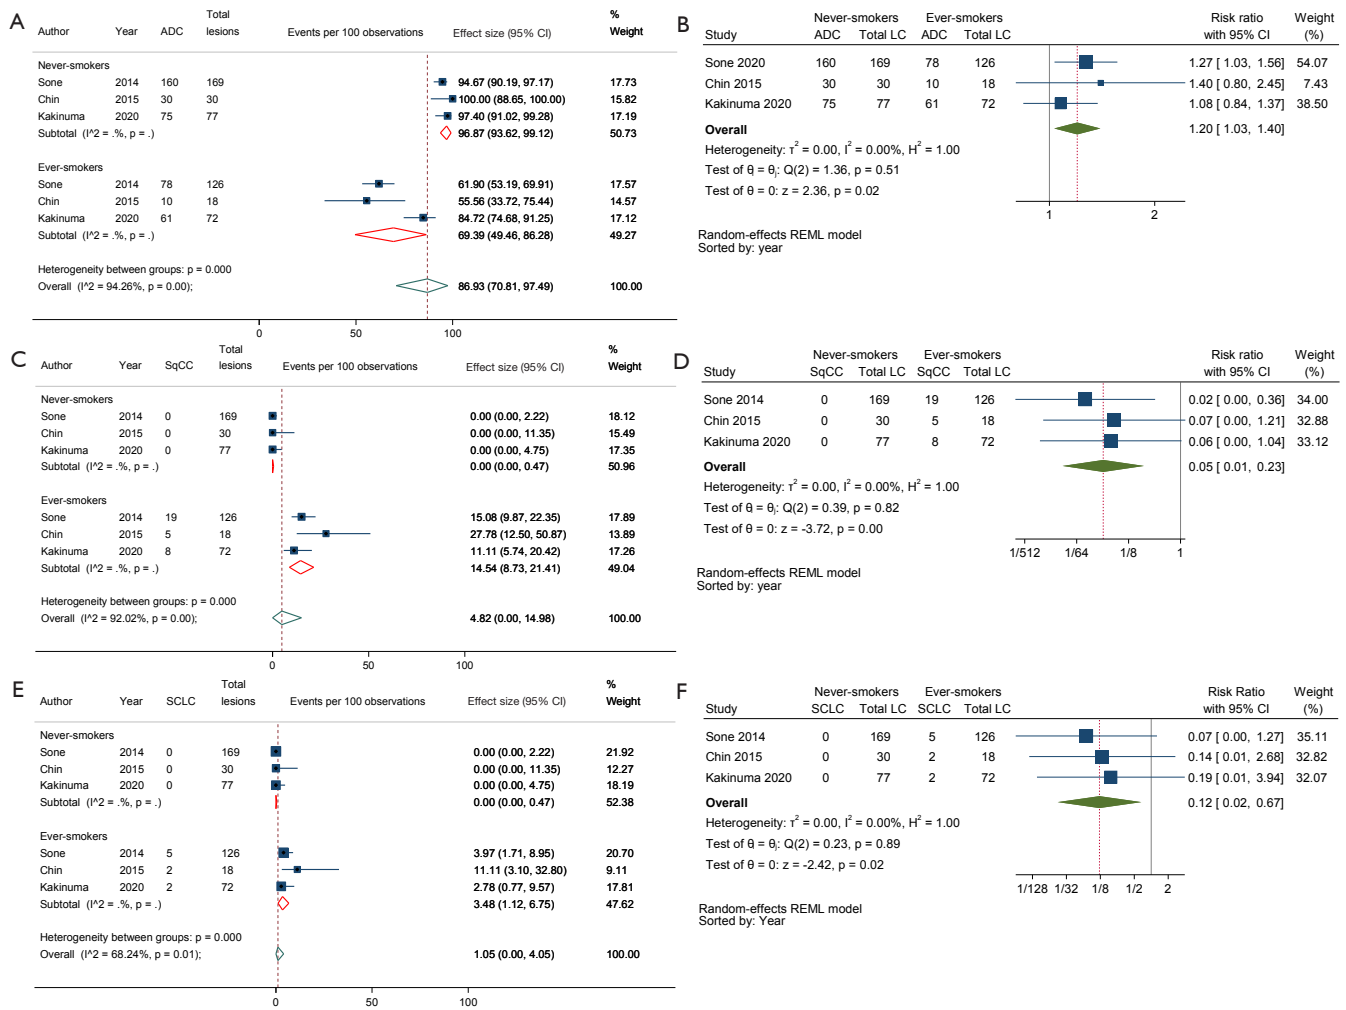 A
Total %
Author Year ADC lesions Events per 100 observations Effect size (95% CI) Weight
Never-smokers
Sone 2014 160 169 94.67 (90.19, 97.17) 17.73
Chin 2015 30 30 100.00 (88.65, 100.00) 15.82
Kakinuma 2020 75 77 97.40 (91.02, 99.28) 17.19
Subtotal (I^2 = .%, p = .) 96.87 (93.62, 99.12) 50.73
Ever-smokers
Sone 2014 78 126 61.90 (53.19, 69.91) 17.57
Chin 2015 10 18 55.56 (33.72, 75.44) 14.57
Kakinuma 2020 61 72 84.72 (74.68, 91.25) 17.12
Subtotal (I^2 = .%, p = .) 69.39 (49.46, 86.28) 49.27
Heterogeneity between groups: p = 0.000
Overall (I^2 = 94.26%, p = 0.00); 86.93 (70.81, 97.49) 100.00
0 50 100
B
Never-smokers Ever-smokers Risk ratio Weight
Study ADC Total LC ADC Total LC with 95% CI (%)
Sone 2020 160 169 78 126 1.27 [ 1.03, 1.56] 54.07
Chin 2015 30 30 10 18 1.40 [ 0.80, 2.45] 7.43
Kakinuma 2020 75 77 61 72 1.08 [ 0.84, 1.37] 38.50
Overall 1.20 [ 1.03, 1.40]
Heterogeneity: τ² = 0.00, I² = 0.00%, H² = 1.00
Test of θᵢ = θⱼ: Q(2) = 1.36, p = 0.51
Test of θ = 0: z = 2.36, p = 0.02
1 2
Random-effects REML model
Sorted by: year
C
Total %
Author Year SqCC lesions Events per 100 observations Effect size (95% CI) Weight
Never-smokers
Sone 2014 0 169 0.00 (0.00, 2.22) 18.12
Chin 2015 0 30 0.00 (0.00, 11.35) 15.49
Kakinuma 2020 0 77 0.00 (0.00, 4.75) 17.35
Subtotal (I^2 = .%, p = .) 0.00 (0.00, 0.47) 50.96
Ever-smokers
Sone 2014 19 126 15.08 (9.87, 22.35) 17.89
Chin 2015 5 18 27.78 (12.50, 50.87) 13.89
Kakinuma 2020 8 72 11.11 (5.74, 20.42) 17.26
Subtotal (I^2 = .%, p = .) 14.54 (8.73, 21.41) 49.04
Heterogeneity between groups: p = 0.000
Overall (I^2 = 92.02%, p = 0.00); 4.82 (0.00, 14.98) 100.00
0 50 100
D
Never-smokers Ever-smokers Risk ratio Weight
Study SqCC Total LC SqCC Total LC with 95% CI (%)
Sone 2014 0 169 19 126 0.02 [ 0.00, 0.36] 34.00
Chin 2015 0 30 5 18 0.07 [ 0.00, 1.21] 32.88
Kakinuma 2020 0 77 8 72 0.06 [ 0.00, 1.04] 33.12
Overall 0.05 [ 0.01, 0.23]
Heterogeneity: τ² = 0.00, I² = 0.00%, H² = 1.00
Test of θᵢ = θⱼ: Q(2) = 0.39, p = 0.82
Test of θ = 0: z = -3.72, p = 0.00
1/512 1/64 1/8 1
Random-effects REML model
Sorted by: year
E
Total %
Author Year SCLC lesions Events per 100 observations Effect size (95% CI) Weight
Never-smokers
Sone 2014 0 169 0.00 (0.00, 2.22) 21.92
Chin 2015 0 30 0.00 (0.00, 11.35) 12.27
Kakinuma 2020 0 77 0.00 (0.00, 4.75) 18.19
Subtotal (I^2 = .%, p = .) 0.00 (0.00, 0.47) 52.38
Ever-smokers
Sone 2014 5 126 3.97 (1.71, 8.95) 20.70
Chin 2015 2 18 11.11 (3.10, 32.80) 9.11
Kakinuma 2020 2 72 2.78 (0.77, 9.57) 17.81
Subtotal (I^2 = .%, p = .) 3.48 (1.12, 6.75) 47.62
Heterogeneity between groups: p = 0.000
Overall (I^2 = 68.24%, p = 0.01); 1.05 (0.00, 4.05) 100.00
0 50 100
F
Never-smokers Ever-smokers Risk Ratio Weight
Study SCLC Total LC SCLC Total LC with 95% CI (%)
Sone 2014 0 169 5 126 0.07 [ 0.00, 1.27] 35.11
Chin 2015 0 30 2 18 0.14 [ 0.01, 2.68] 32.82
Kakinuma 2020 0 77 2 72 0.19 [ 0.01, 3.94] 32.07
Overall 0.12 [ 0.02, 0.67]
Heterogeneity: τ² = 0.00, I² = 0.00%, H² = 1.00
Test of θᵢ = θⱼ: Q(2) = 0.23, p = 0.89
Test of θ = 0: z = -2.42, p = 0.02
1/128 1/32 1/8 1/2 2
Random-effects REML model
Sorted by: Year